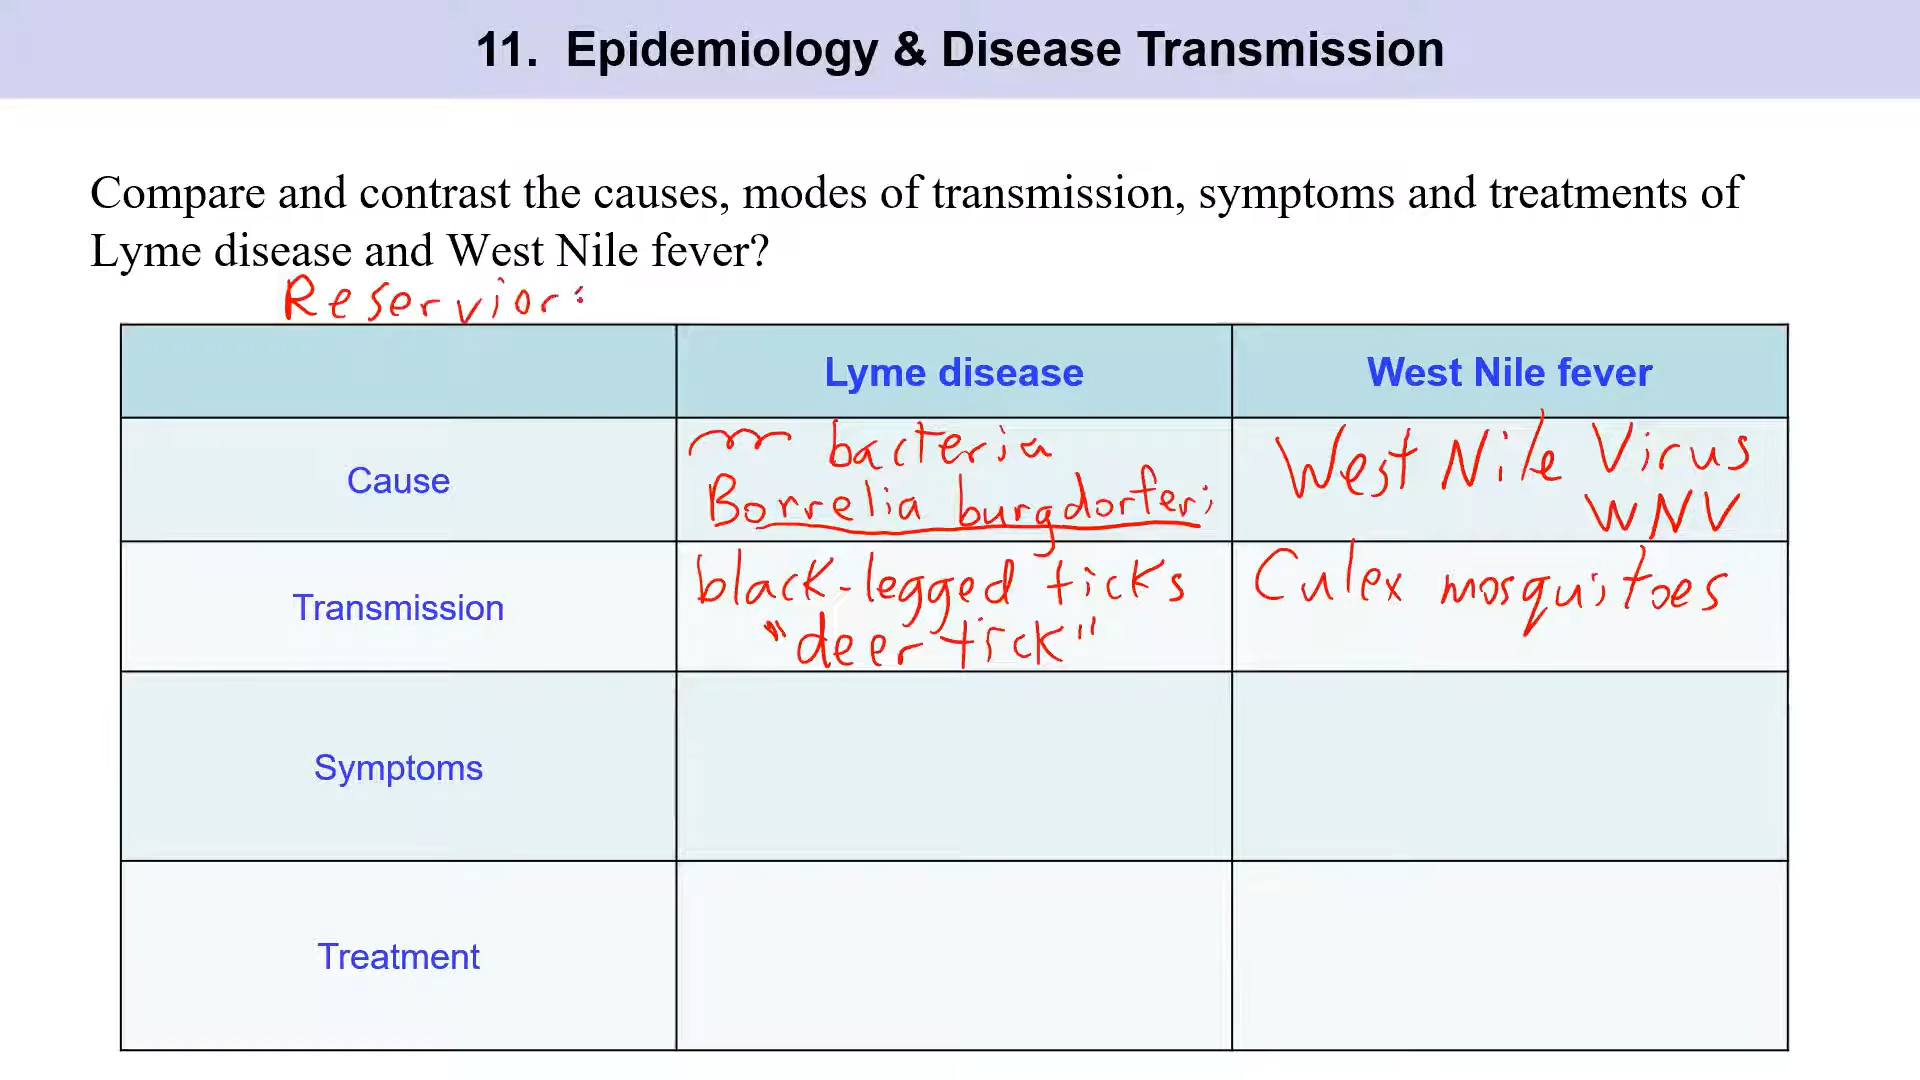 11. Epidemiology & Disease Transmission
Compare and contrast the causes, modes of transmission, symptoms and treatments of
Lyme disease and West Nile fever?
Reservior:
Lyme disease
West Nile fever
Cause
bacteria
Borrelia burgdorferi
West Nile Virus
WNV
Transmission
black-legged ticks
"deer tick"
Culex mosquitoes
Symptoms
Treatment